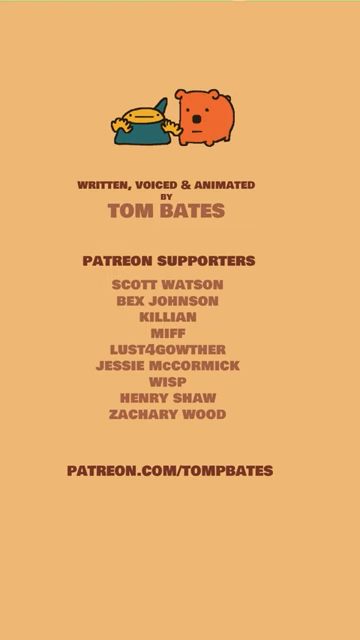 WRITTEN, VOICED & ANIMATED
BY
TOM BATES
PATREON SUPPORTERS
SCOTT WATSON
BEX JOHNSON
KILLIAN
MIFF
LUST4GOWTHER
JESSIE McCORMICK
WISP
HENRY SHAW
ZACHARY WOOD
PATREON.COM/TOMPBATES